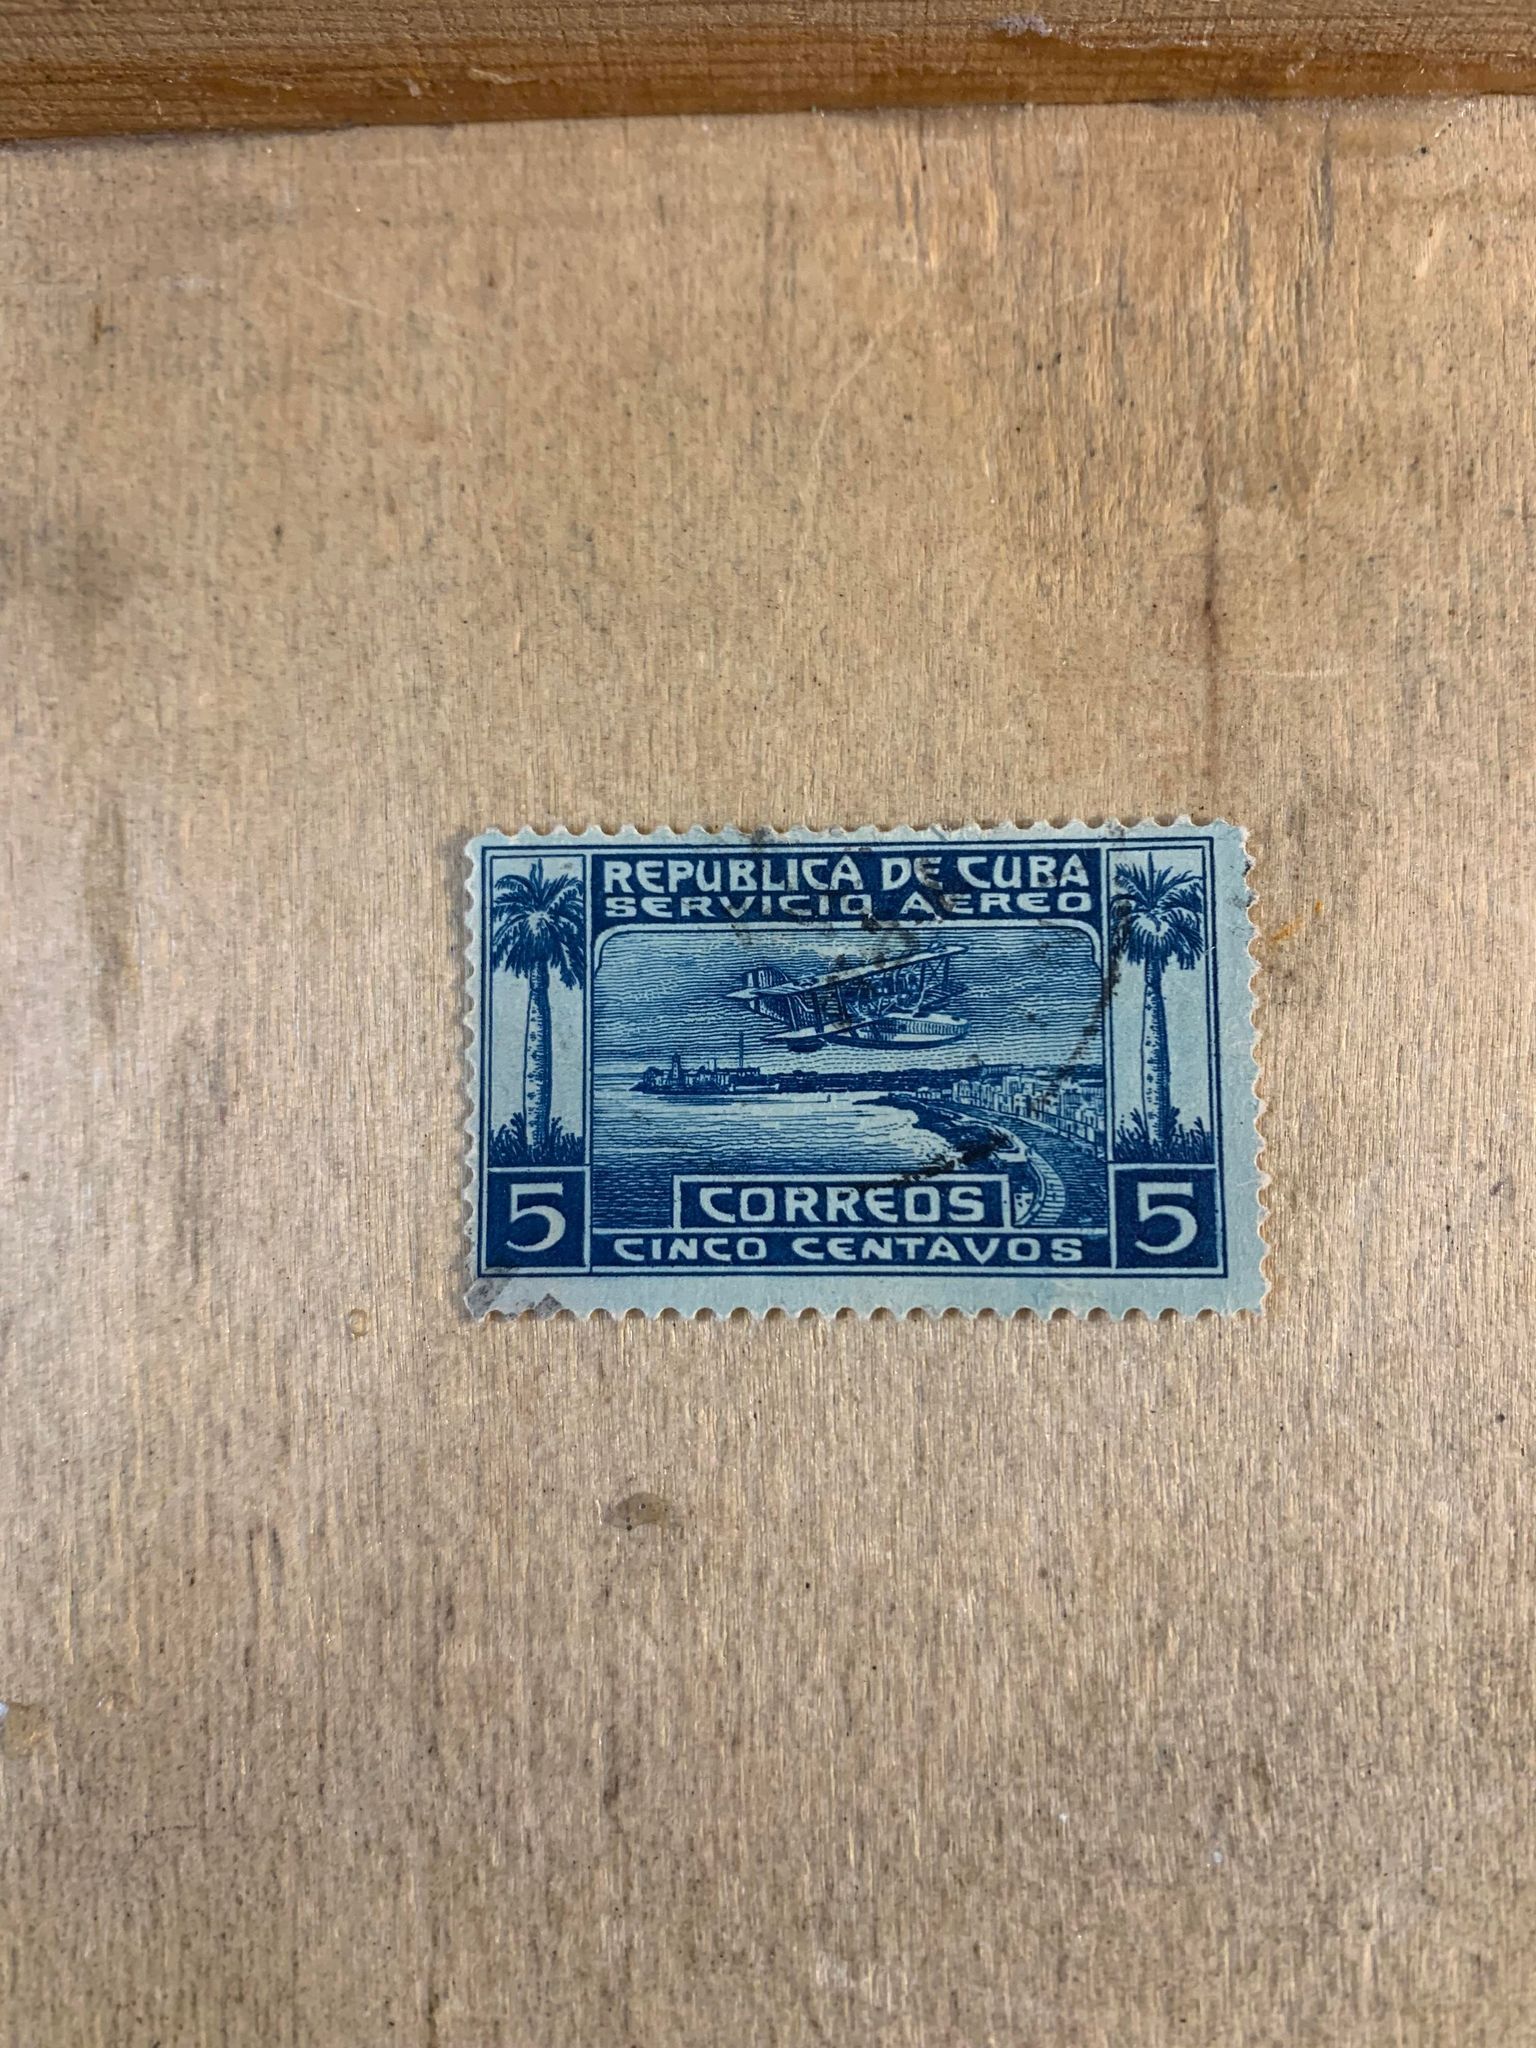 REPUBLICA DE CUBA
SERVICIO AEREO
CORREOS
5 CINCO CENTAVOS 5